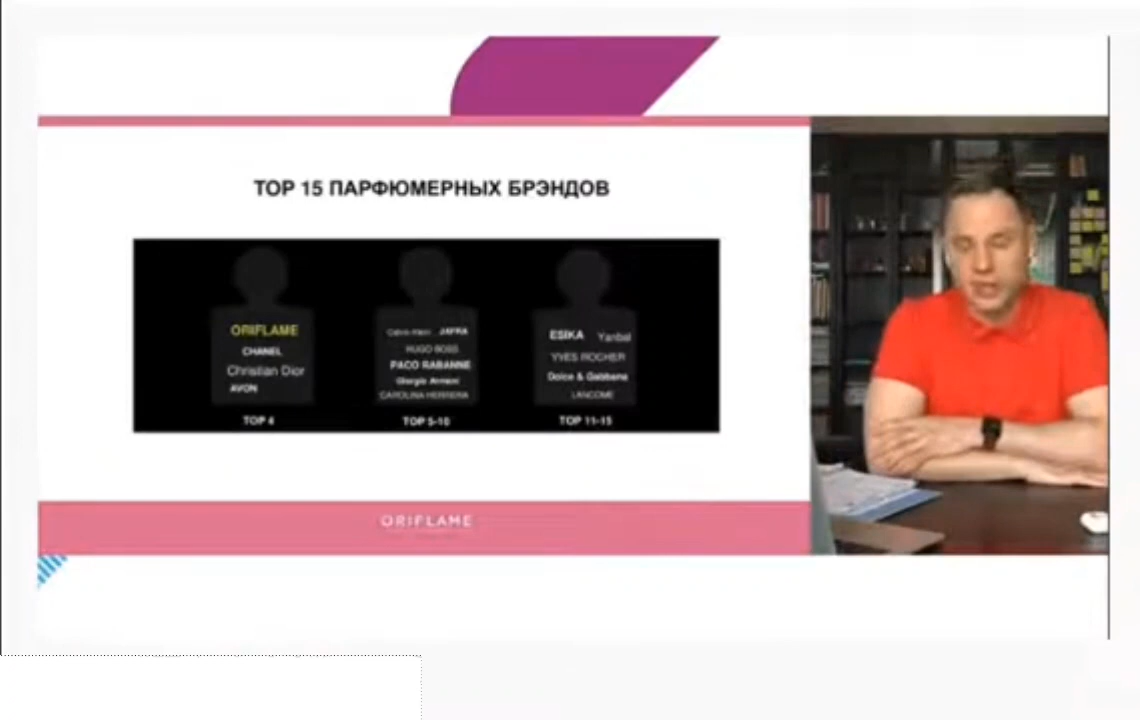 ТОР 15 ПАРФЮМЕРНЫХ БРЭНДОВ
ORIFLAME
CHANEL
Christian Dior
AVON
TOP 4
Calvin Klein JAFRA
HUGO BOSS
PACO RABANNE
Giorgio Armani
CAROLINA HERRERA
TOP 5-10
ESIKA Yanbal
YVES ROCHER
Dolce & Gabbana
LANCOME
TOP 11-15
ORIFLAME